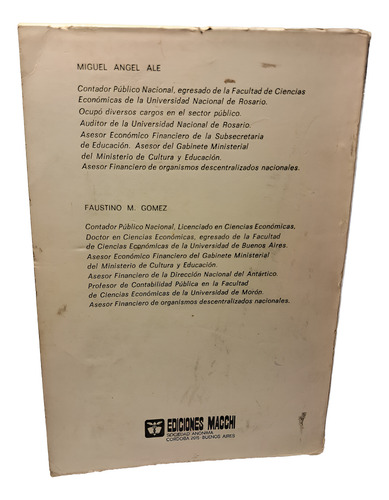 MIGUEL ANGEL ALE
Contador Público Nacional, egresado de la Facultad de Ciencias
Económicas de la Universidad Nacional de Rosario.
Ocupó diversos cargos en el sector público.
Auditor de la Universidad Nacional de Rosario.
Asesor Económico Financiero de la Subsecretaría
de Educación. Asesor del Gabinete Ministerial
del Ministerio de Cultura y Educación.
Asesor Financiero de organismos descentralizados nacionales.
FAUSTINO M. GOMEZ
Contador Público Nacional, Licenciado en Ciencias Económicas,
Doctor en Ciencias Económicas, egresado de la Facultad
de Ciencias Económicas de la Universidad de Buenos Aires.
Asesor Económico Financiero del Gabinete Ministerial
del Ministerio de Cultura y Educación.
Asesor Financiero de la Dirección Nacional del Antártico.
Profesor de Contabilidad Pública en la Facultad
de Ciencias Económicas de la Universidad de Morón.
Asesor Financiero de organismos descentralizados nacionales.
EDICIONES MACCHI
SOCIEDAD ANONIMA
CORDOBA 2015 BUENOS AIRES